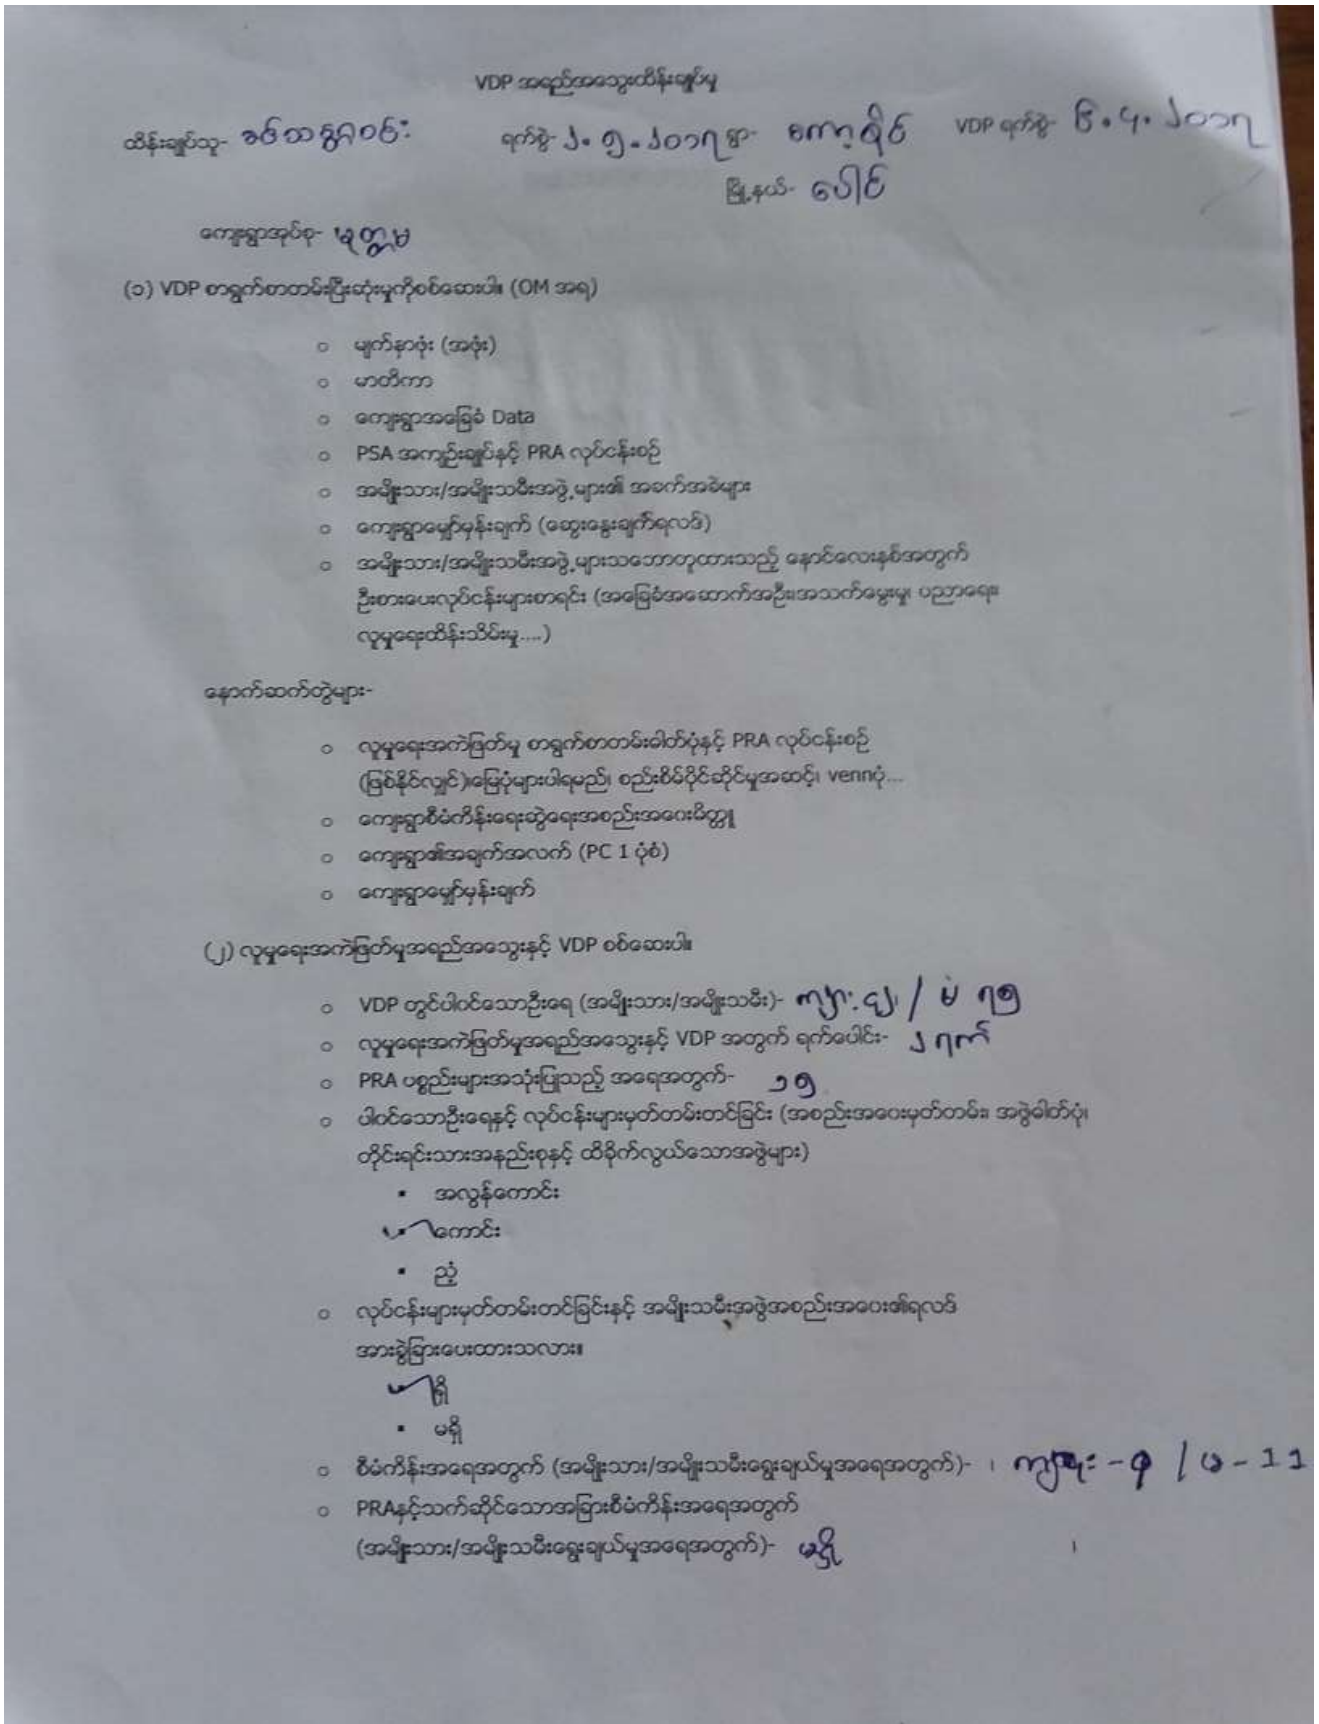 VDP အရည်အသွေးထိန်းချုပ်မှု
ထိန်းချုပ်သူ- ခင်သန္တာဝင်း ရက်စွဲ- ၂.၅.၂၀၁၇ ရွာ- ဇကာ့ရိုင် VDP ရက်စွဲ- ၆.၄.၂၀၁၇
မြို့နယ်- ပေါင်
ကျေးရွာအုပ်စု- မုတ္တမ
(၁) VDP စာရွက်စာတမ်းပြီးဆုံးမှုကိုစစ်ဆေးပါ။ (OM အရ)
○ မျက်နှာဖုံး (အဖုံး)
○ မာတိကာ
○ ကျေးရွာအခြေခံ Data
○ PSA အကျဉ်းချုပ်နှင့် PRA လုပ်ငန်းစဉ်
○ အမျိုးသား/အမျိုးသမီးအဖွဲ့များ၏ အခက်အခဲများ
○ ကျေးရွာမျှော်မှန်းချက် (ဆွေးနွေးချက်ရလဒ်)
○ အမျိုးသား/အမျိုးသမီးအဖွဲ့များသဘောတူထားသည့် နောင်လေးနှစ်အတွက်
ဦးစားပေးလုပ်ငန်းများစာရင်း (အခြေခံအဆောက်အဦး၊အသက်မွေးမှု၊ ပညာရေး၊
လူမှုရေးထိန်းသိမ်းမှု....)
နောက်ဆက်တွဲများ-
○ လူမှုရေးအကဲဖြတ်မှု စာရွက်စာတမ်းဓါတ်ပုံနှင့် PRA လုပ်ငန်းစဉ်
(ဖြစ်နိုင်လျှင်)၊မြေပုံများပါရမည်၊ စည်းစိမ်ပိုင်ဆိုင်မှုအဆင့်၊ vennပုံ...
○ ကျေးရွာစီမံကိန်းရေးဆွဲရေးအစည်းအဝေးမိတ္တူ
○ ကျေးရွာ၏အချက်အလက် (PC 1 ပုံစံ)
○ ကျေးရွာမျှော်မှန်းချက်
(၂) လူမှုရေးအကဲဖြတ်မှုအရည်အသွေးနှင့် VDP စစ်ဆေးပါ။
○ VDP တွင်ပါဝင်သောဦးရေ (အမျိုးသား/အမျိုးသမီး)- ကျား / မ ၇၅
○ လူမှုရေးအကဲဖြတ်မှုအရည်အသွေးနှင့် VDP အတွက် ရက်ပေါင်း- ၂ ရက်
○ PRA ပစ္စည်းများအသုံးပြုသည့် အရေအတွက်- ၁၅
○ ပါဝင်သောဦးရေနှင့် လုပ်ငန်းများမှတ်တမ်းတင်ခြင်း (အစည်းအဝေးမှတ်တမ်း၊ အဖွဲဓါတ်ပုံ၊
တိုင်းရင်းသားအနည်းစုနှင့် ထိခိုက်လွယ်သောအဖွဲများ)
▪ အလွန်ကောင်း
▪ ကောင်း
▪ ညံ့
○ လုပ်ငန်းများမှတ်တမ်းတင်ခြင်းနှင့် အမျိုးသမီးအဖွဲအစည်းအဝေး၏ရလဒ်
အားခွဲခြားပေးထားသလား။
▪ ရှိ
▪ မရှိ
○ စီမံကိန်းအရေအတွက် (အမျိုးသား/အမျိုးသမီးရွေးချယ်မှုအရေအတွက်)- ကျား - ၃ / မ - ၁၁
○ PRAနှင့်သက်ဆိုင်သောအခြားစီမံကိန်းအရေအတွက်
(အမျိုးသား/အမျိုးသမီးရွေးချယ်မှုအရေအတွက်)- မရှိ